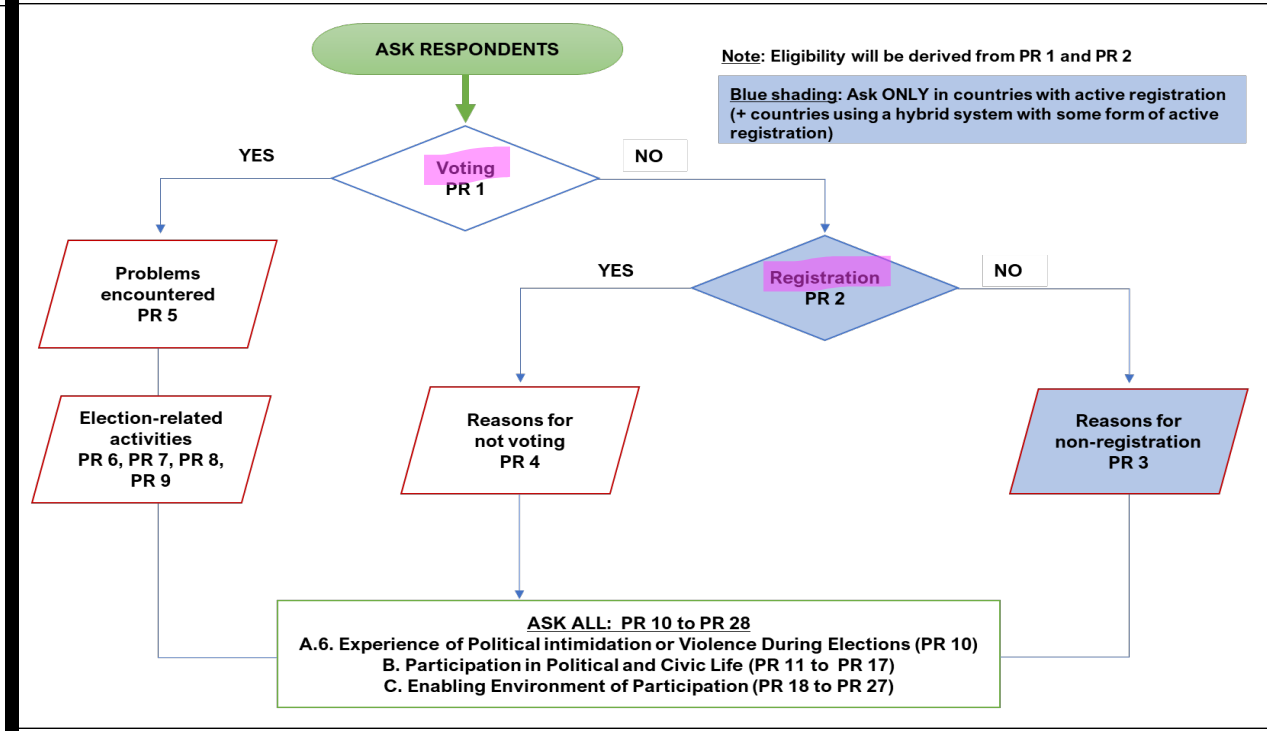 ASK RESPONDENTS
Note: Eligibility will be derived from PR 1 and PR 2
Blue shading: Ask ONLY in countries with active registration
(+ countries using a hybrid system with some form of active
registration)
YES
Voting
PR 1
NO
Problems
encountered
PR 5
YES
Registration
PR 2
NO
Election-related
activities
PR 6, PR 7, PR 8,
PR 9
Reasons for
not voting
PR 4
Reasons for
non-registration
PR 3
ASK ALL: PR 10 to PR 28
A.6. Experience of Political intimidation or Violence During Elections (PR 10)
B. Participation in Political and Civic Life (PR 11 to PR 17)
C. Enabling Environment of Participation (PR 18 to PR 27)